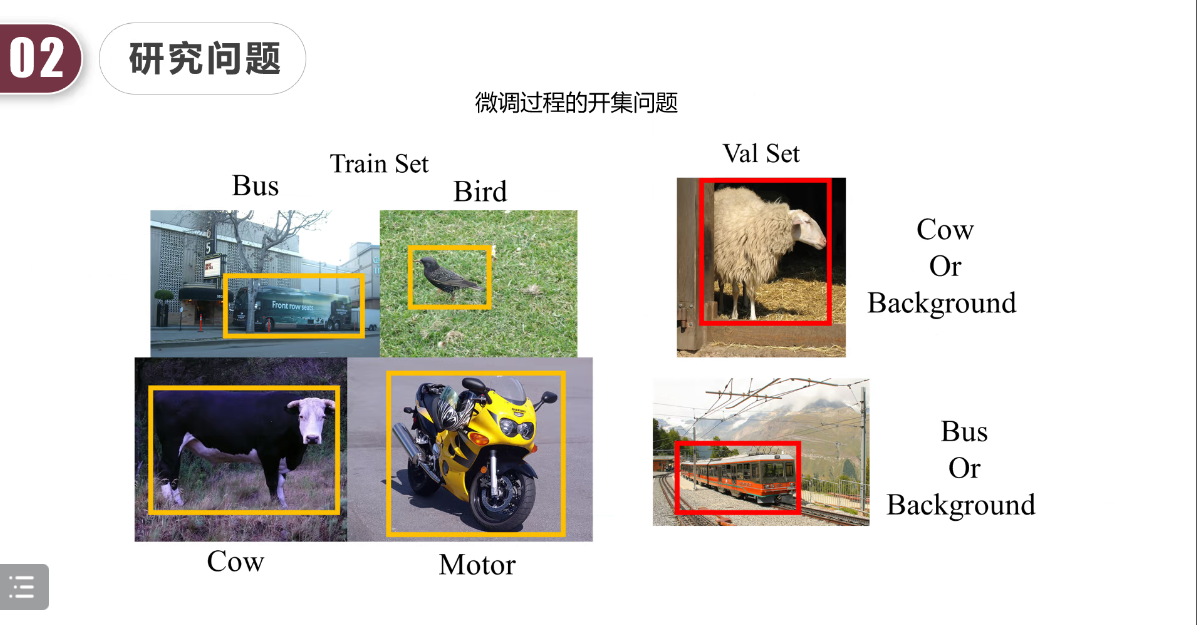 02
研究问题
微调过程的开集问题
Train Set
Val Set
Bus
Bird
Front row seats
Cow
Or
Background
Bus
Or
Background
Cow
Motor